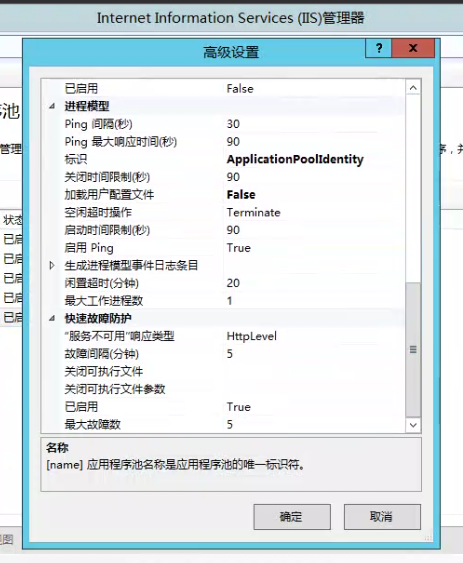 Internet Information Services (IIS)管理器
高级设置
?
x
已启用 False
进程模型
Ping 间隔(秒) 30
Ping 最大响应时间(秒) 90
标识 ApplicationPoolIdentity
关闭时间限制(秒) 90
加载用户配置文件 False
空闲超时操作 Terminate
启动时间限制(秒) 90
启用 Ping True
生成进程模型事件日志条目
闲置超时(分钟) 20
最大工作进程数 1
快速故障防护
"服务不可用"响应类型 HttpLevel
故障间隔(分钟) 5
关闭可执行文件
关闭可执行文件参数
已启用 True
最大故障数 5
名称
[name] 应用程序池名称是应用程序池的唯一标识符。
确定
取消
序池
管理
序，并
状态
已启
已启
已启
已启
已启
视图